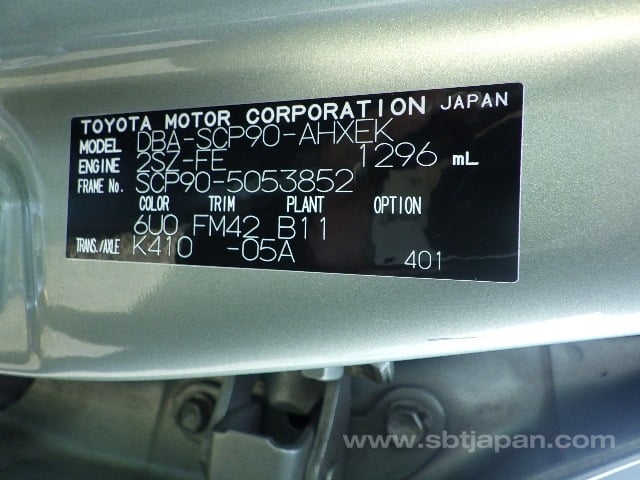 TOYOTA MOTOR CORPORATION JAPAN
MODEL DBA-SCP90-AHXEK
ENGINE 2SZ-FE 1296 mL
FRAME No. SCP90-5053852
COLOR TRIM PLANT OPTION
6U0 FM42 B11
TRANS./AXLE K410 -05A
401
www.sbtjapan.com